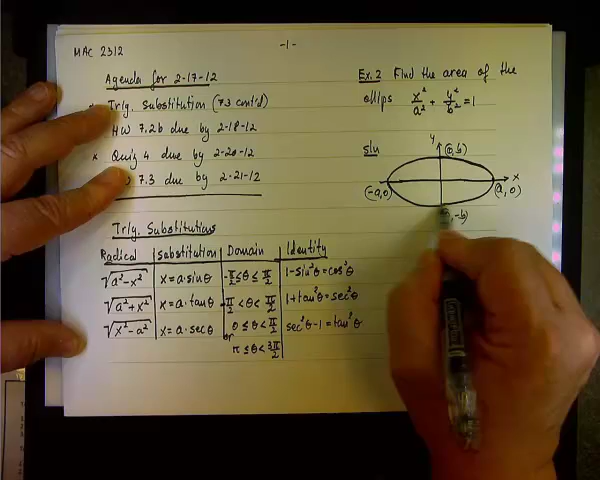 MAC 2312
-1-
Agenda for 2-17-12
Trig. Substitution (7.3 cont'd)
HW 7.2b due by 2-18-12
* Quiz 4 due by 2-20-12
7.3 due by 2-21-12
Trig. Substitutions
Radical Substitution Domain Identity
√(a²-x²) x = a·sinθ -π/2 ≤ θ ≤ π/2 1-sin²θ = cos²θ
√(a²+x²) x = a·tanθ -π/2 < θ < π/2 1+tan²θ = sec²θ
√(x²-a²) x = a·secθ 0 ≤ θ < π/2 sec²θ-1 = tan²θ
or
π ≤ θ < 3π/2
Ex. 2 Find the area of the
ellips x²/a² + y²/b² = 1
sln
y
(0,b)
x
(-a,0)
(a,0)
,-b)